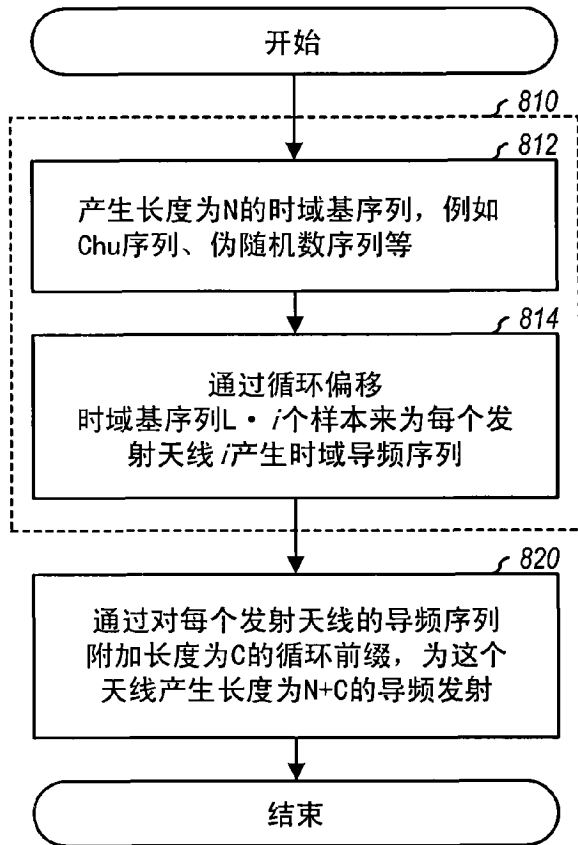 开始
810
812
产生长度为N的时域基序列，例如
Chu序列、伪随机数序列等
814
通过循环偏移
时域基序列L · i个样本来为每个发
射天线i产生时域导频序列
820
通过对每个发射天线的导频序列
附加长度为C的循环前缀，为这个
天线产生长度为N+C的导频发射
结束